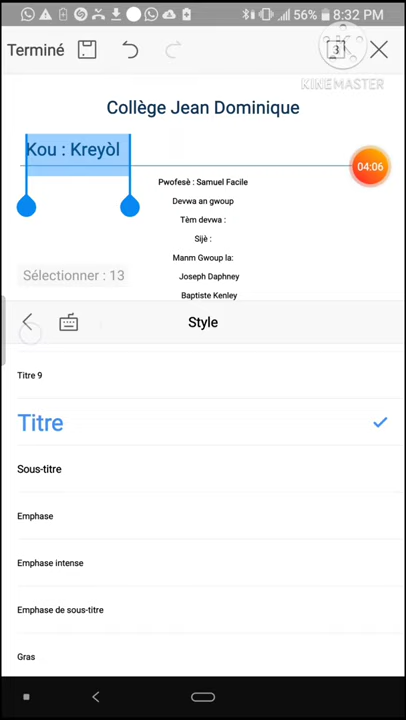 56% 8:32 PM
Terminé
3
KINEMASTER
Collège Jean Dominique
Kou : Kreyòl
04:06
Pwofesè : Samuel Facile
Devwa an gwoup
Tèm devwa :
Sijè :
Manm Gwoup la:
Joseph Daphney
Baptiste Kenley
Sélectionner : 13
Style
Titre 9
Titre
Sous-titre
Emphase
Emphase intense
Emphase de sous-titre
Gras